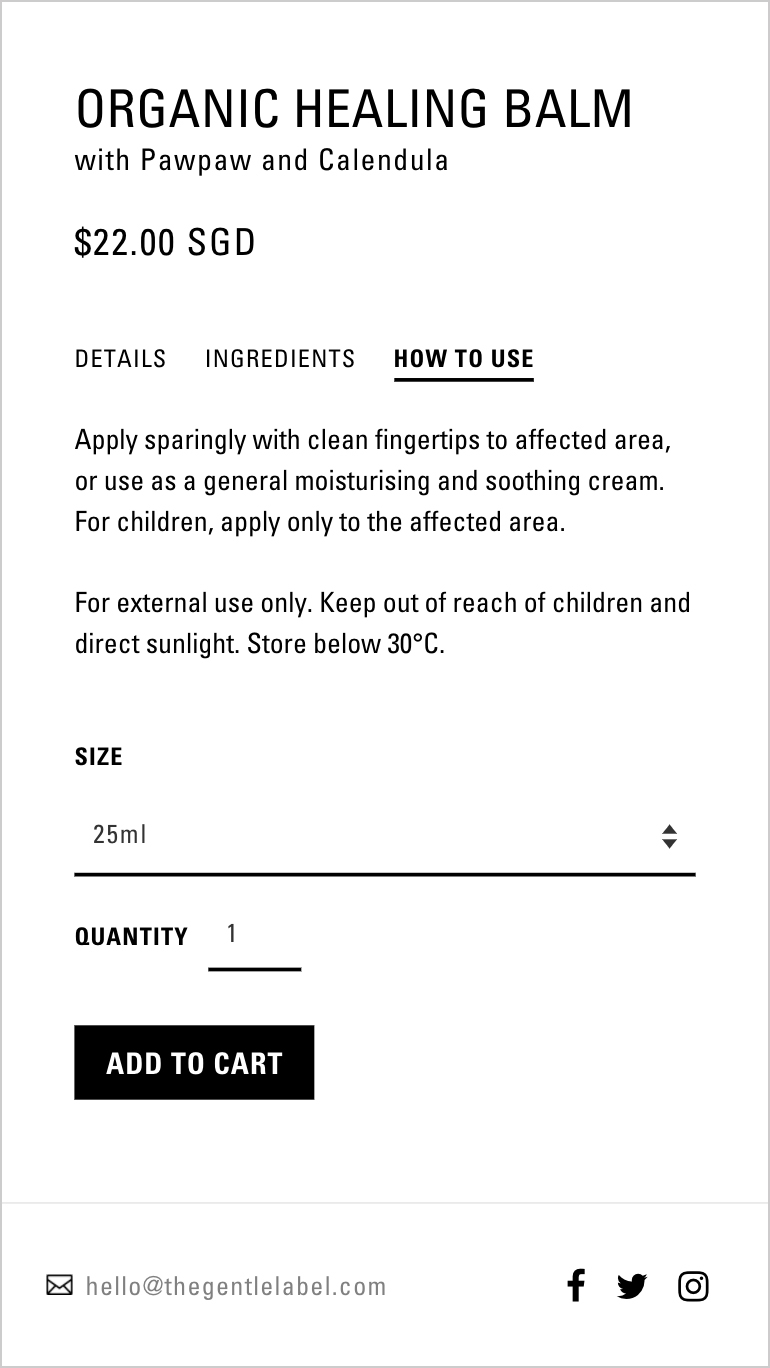 ORGANIC HEALING BALM
with Pawpaw and Calendula
$22.00 SGD
DETAILS INGREDIENTS HOW TO USE
Apply sparingly with clean fingertips to affected area,
or use as a general moisturising and soothing cream.
For children, apply only to the affected area.
For external use only. Keep out of reach of children and
direct sunlight. Store below 30°C.
SIZE
25ml
QUANTITY 1
ADD TO CART
hello@thegentlelabel.com